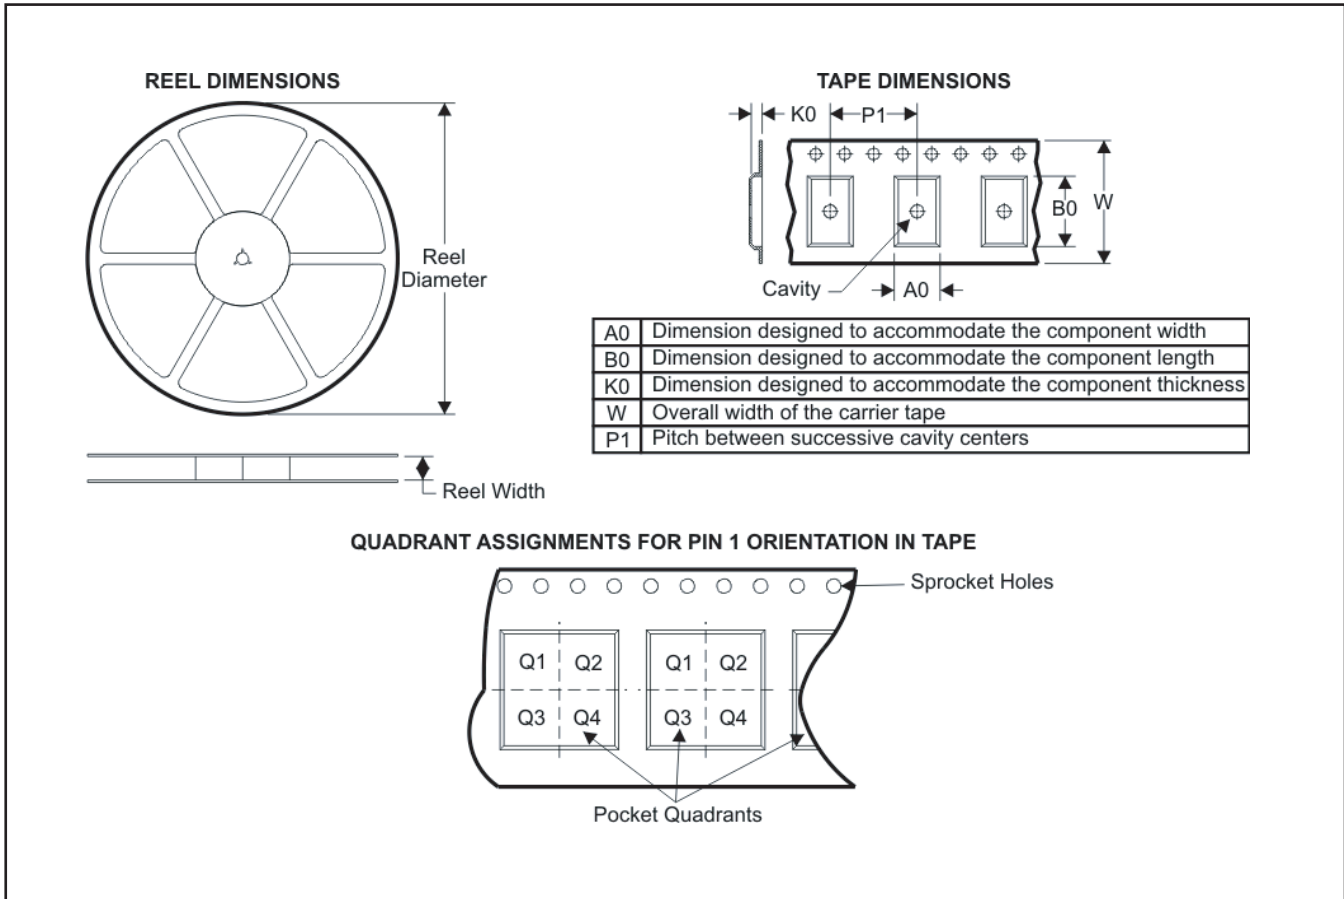 REEL DIMENSIONS
Reel
Diameter
Reel Width
TAPE DIMENSIONS
K0
P1
B0
W
Cavity
A0
A0 Dimension designed to accommodate the component width
B0 Dimension designed to accommodate the component length
K0 Dimension designed to accommodate the component thickness
W Overall width of the carrier tape
P1 Pitch between successive cavity centers
QUADRANT ASSIGNMENTS FOR PIN 1 ORIENTATION IN TAPE
Sprocket Holes
Q1 Q2 Q1 Q2
Q3 Q4 Q3 Q4
Pocket Quadrants